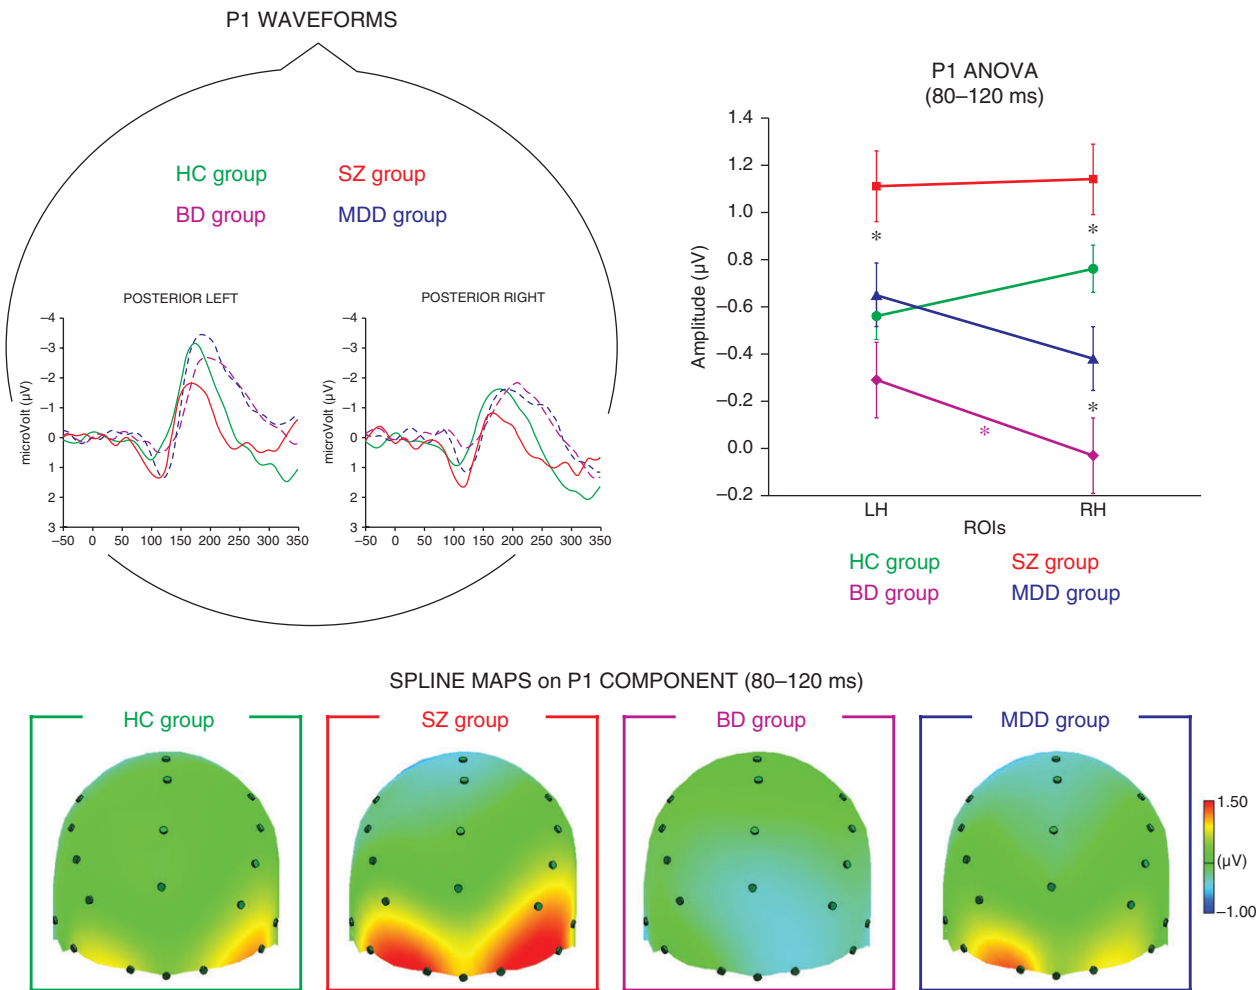 P1 WAVEFORMS
HC group
SZ group
BD group
MDD group
POSTERIOR LEFT
–4
–3
–2
–1
0
1
2
3
microVolt (µV)
–50 0 50 100 150 200 250 300 350
POSTERIOR RIGHT
–4
–3
–2
–1
0
1
2
3
microVolt (µV)
–50 0 50 100 150 200 250 300 350
P1 ANOVA
(80–120 ms)
1.4
1.2
1.0
0.8
–0.6
–0.4
–0.2
0.0
–0.2
Amplitude (µV)
*
*
*
*
LH RH
ROIs
HC group
SZ group
BD group
MDD group
SPLINE MAPS on P1 COMPONENT (80–120 ms)
HC group
SZ group
BD group
MDD group
1.50
(µV)
–1.00